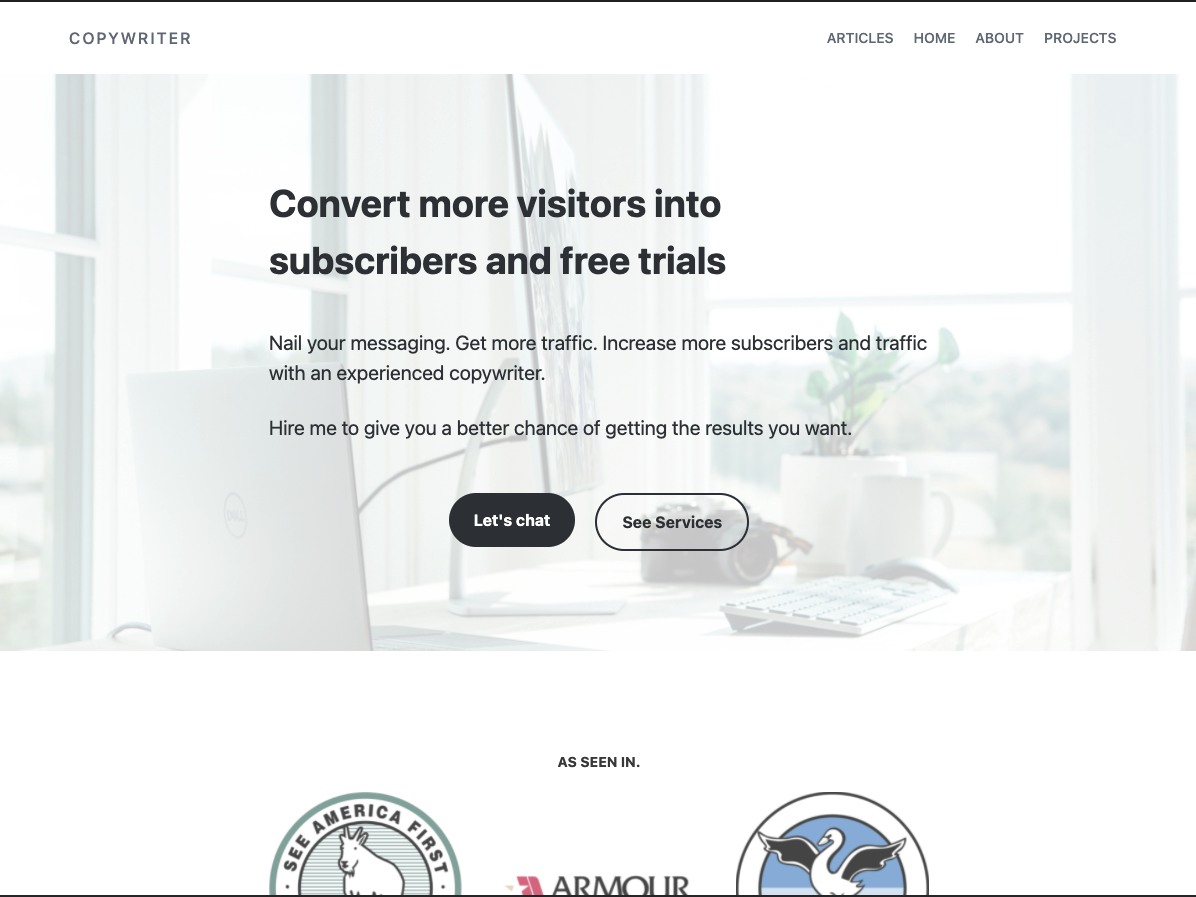 COPYWRITER
ARTICLES HOME ABOUT PROJECTS
Convert more visitors into
subscribers and free trials
Nail your messaging. Get more traffic. Increase more subscribers and traffic
with an experienced copywriter.
Hire me to give you a better chance of getting the results you want.
DELL
Let's chat
See Services
AS SEEN IN.
· SEE AMERICA FIRST ·
ARMOUR